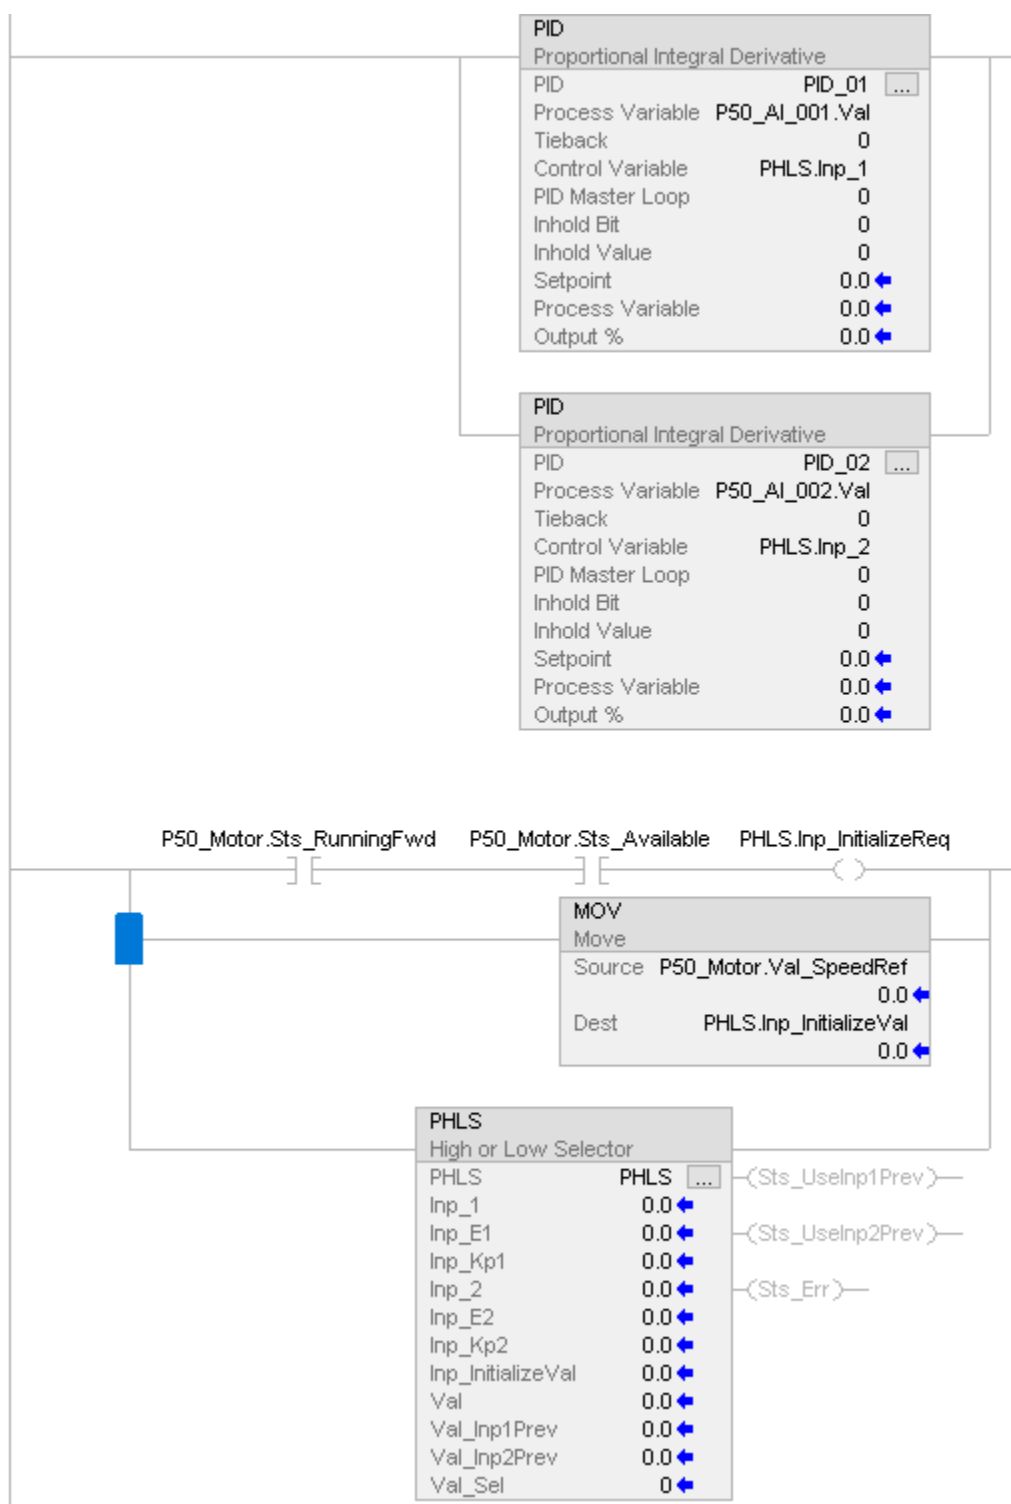 PID
Proportional Integral Derivative
PID PID_01 ...
Process Variable P50_AI_001.Val
Tieback 0
Control Variable PHLS.Inp_1
PID Master Loop 0
Inhold Bit 0
Inhold Value 0
Setpoint 0.0
Process Variable 0.0
Output % 0.0
PID
Proportional Integral Derivative
PID PID_02 ...
Process Variable P50_AI_002.Val
Tieback 0
Control Variable PHLS.Inp_2
PID Master Loop 0
Inhold Bit 0
Inhold Value 0
Setpoint 0.0
Process Variable 0.0
Output % 0.0
P50_Motor.Sts_RunningFwd P50_Motor.Sts_Available PHLS.Inp_InitializeReq
MOV
Move
Source P50_Motor.Val_SpeedRef
0.0
Dest PHLS.Inp_InitializeVal
0.0
PHLS
High or Low Selector
PHLS PHLS ... Sts_UseInp1Prev
Inp_1 0.0
Inp_E1 0.0 Sts_UseInp2Prev
Inp_Kp1 0.0
Inp_2 0.0 Sts_Err
Inp_E2 0.0
Inp_Kp2 0.0
Inp_InitializeVal 0.0
Val 0.0
Val_Inp1Prev 0.0
Val_Inp2Prev 0.0
Val_Sel 0